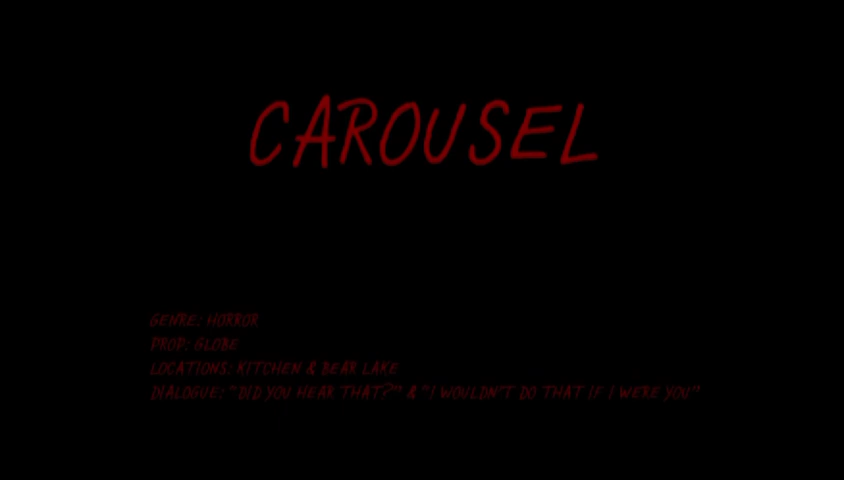 CAROUSEL
GENRE: HORROR
PROP: GLOBE
LOCATIONS: KITCHEN & BEAR LAKE
DIALOGUE: "DID YOU HEAR THAT?" & "I WOULDN'T DO THAT IF I WERE YOU"